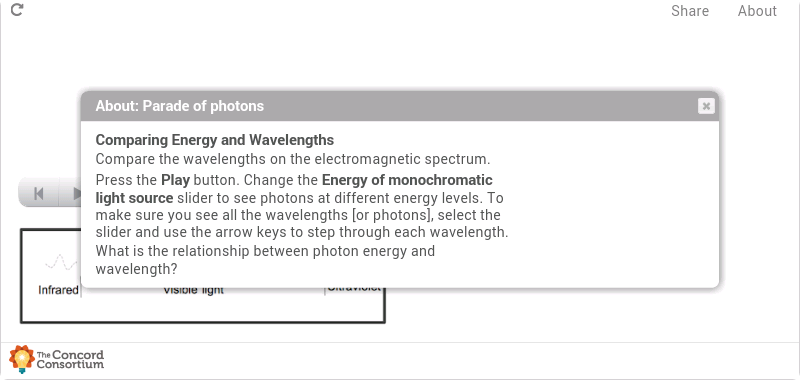 Share About
About: Parade of photons
Comparing Energy and Wavelengths
Compare the wavelengths on the electromagnetic spectrum.
Press the Play button. Change the Energy of monochromatic
light source slider to see photons at different energy levels. To
make sure you see all the wavelengths [or photons], select the
slider and use the arrow keys to step through each wavelength.
What is the relationship between photon energy and
wavelength?
Infrared Visible light Ultraviolet
The Concord
Consortium